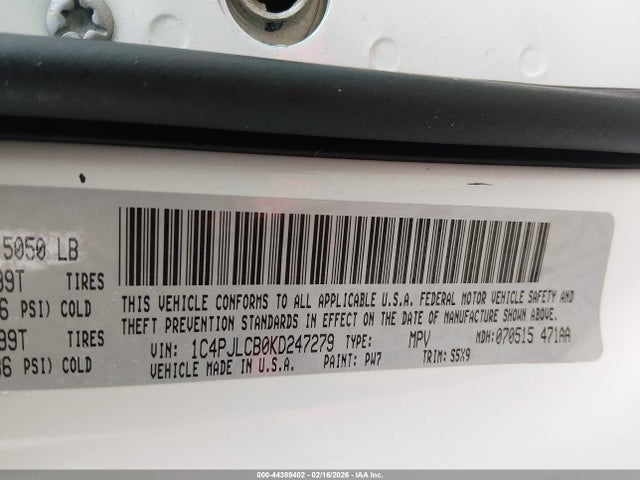 5050 LB
99T TIRES
6 PSI) COLD
99T TIRES
36 PSI) COLD
THIS VEHICLE CONFORMS TO ALL APPLICABLE U.S.A. FEDERAL MOTOR VEHICLE SAFETY AND
THEFT PREVENTION STANDARDS IN EFFECT ON THE DATE OF MANUFACTURE SHOWN ABOVE.
VIN: 1C4PJLCB0KD247279 TYPE: MPV MDH:070515 471AA
VEHICLE MADE IN U.S.A. PAINT: PW7 TRIM: S5X9
000-44389402 - 02/16/2026 - IAA Inc.